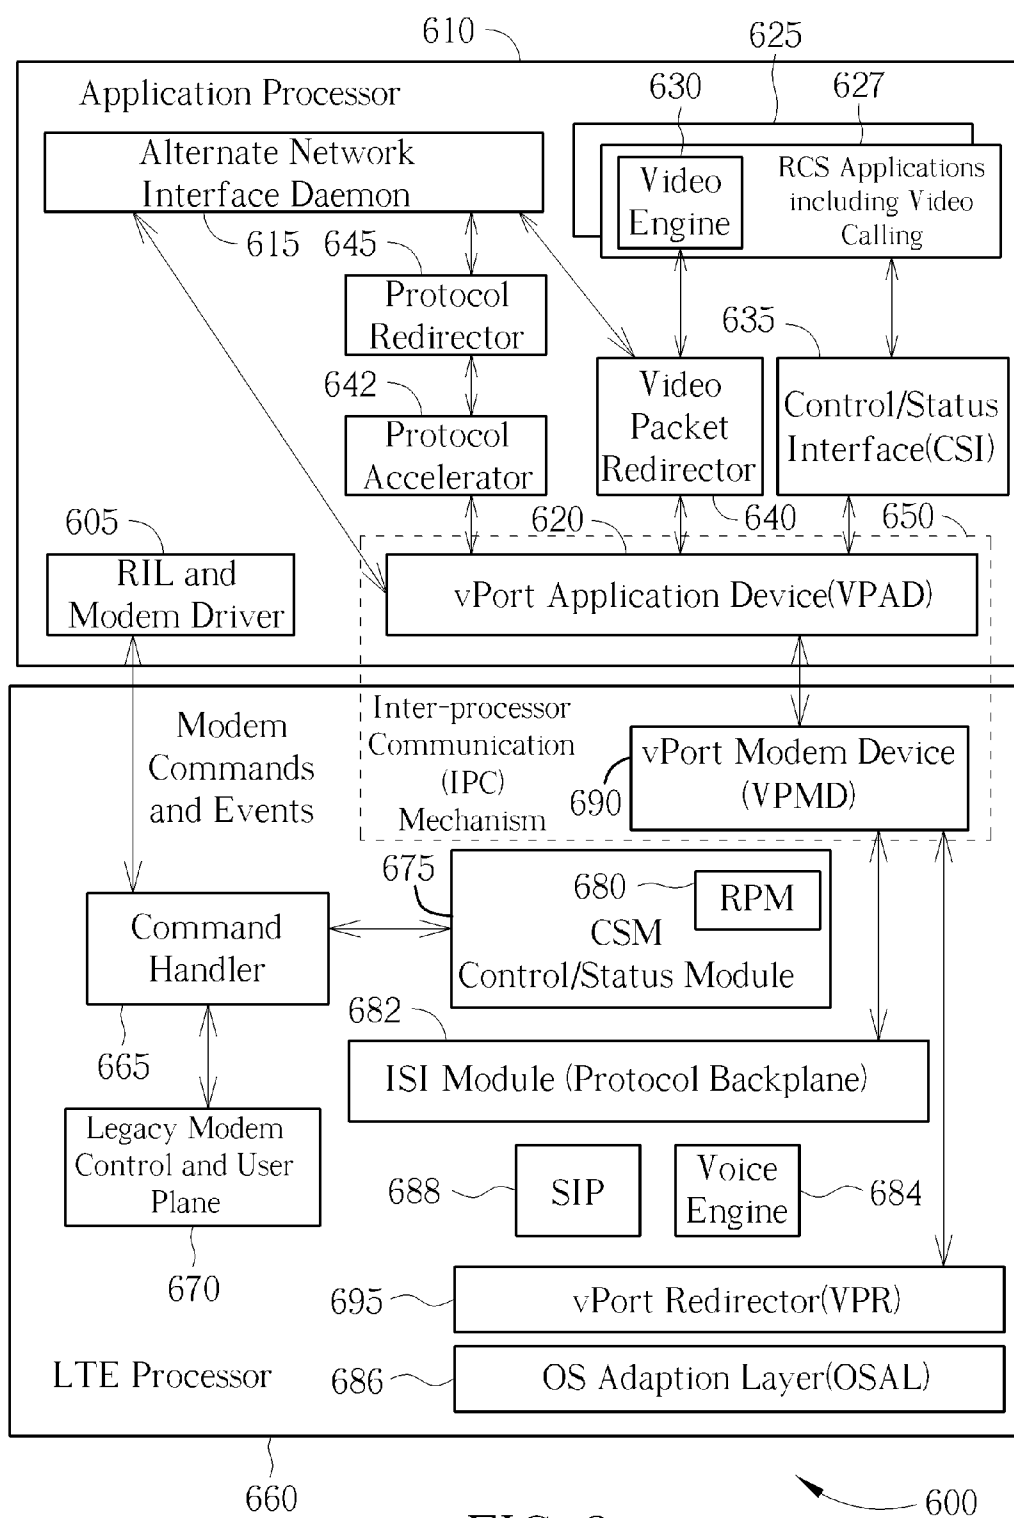 610
625
Application Processor
630
627
Alternate Network
Interface Daemon
Video
Engine
RCS Applications
including Video
Calling
615
645
Protocol
Redirector
635
642
Video
Packet
Redirector
Control/Status
Interface(CSI)
Protocol
Accelerator
605
620
640
650
RIL and
Modem Driver
vPort Application Device(VPAD)
Modem
Commands
and Events
Inter-processor
Communication
(IPC)
Mechanism
vPort Modem Device
(VPMD)
690
675
680
RPM
CSM
Control/Status Module
Command
Handler
665
682
ISI Module (Protocol Backplane)
Legacy Modem
Control and User
Plane
670
688
SIP
Voice
Engine
684
695
vPort Redirector(VPR)
LTE Processor
686
OS Adaption Layer(OSAL)
660
600